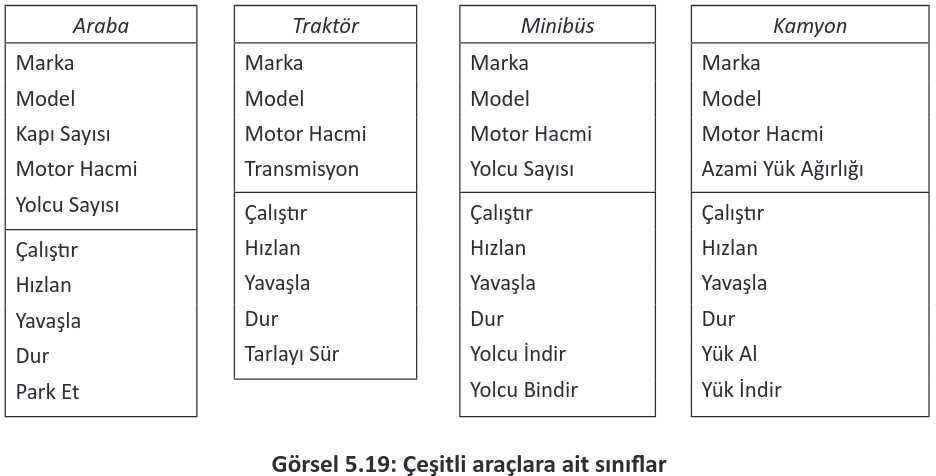 Araba
Marka
Model
Kapı Sayısı
Motor Hacmi
Yolcu Sayısı
Çalıştır
Hızlan
Yavaşla
Dur
Park Et
Traktör
Marka
Model
Motor Hacmi
Transmisyon
Çalıştır
Hızlan
Yavaşla
Dur
Tarlayı Sür
Minibüs
Marka
Model
Motor Hacmi
Yolcu Sayısı
Çalıştır
Hızlan
Yavaşla
Dur
Yolcu İndir
Yolcu Bindir
Kamyon
Marka
Model
Motor Hacmi
Azami Yük Ağırlığı
Çalıştır
Hızlan
Yavaşla
Dur
Yük Al
Yük İndir
Görsel 5.19: Çeşitli araçlara ait sınıflar